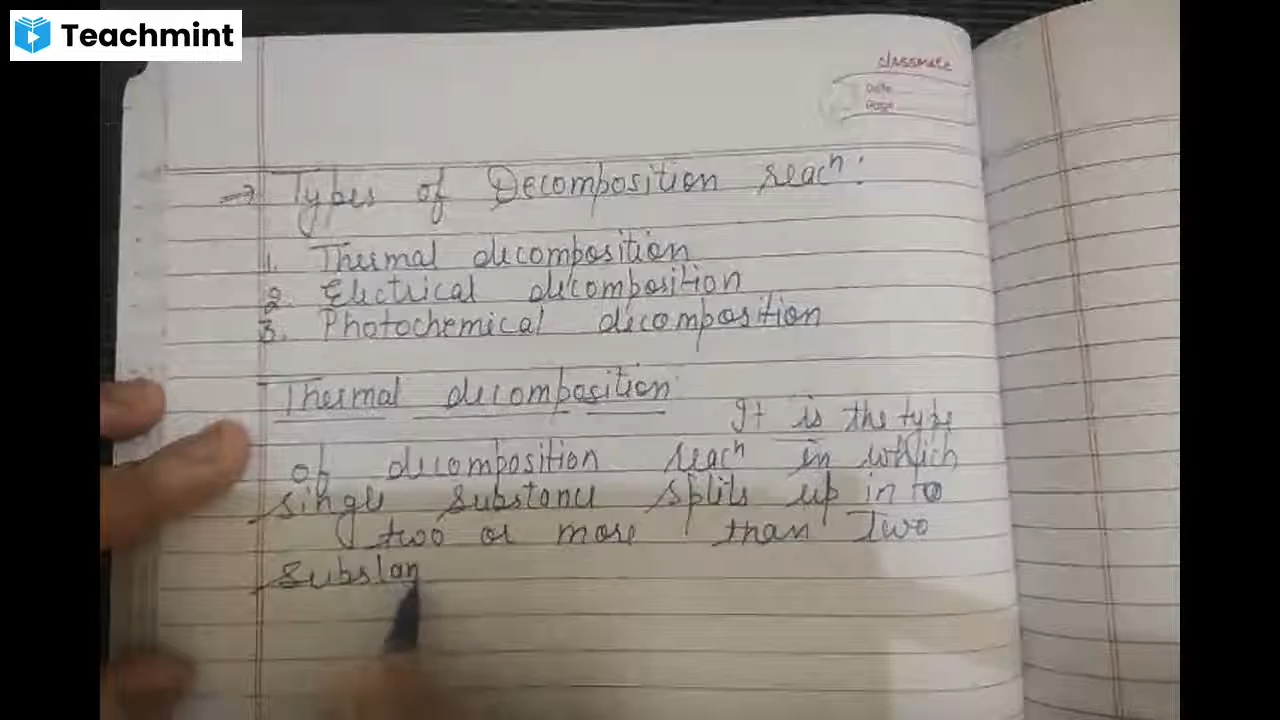 Teachmint
classmate
Date
Page
→ Types of Decomposition reacn:
1. Thermal decomposition
2. Electrical decomposition
3. Photochemical decomposition
Thermal decomposition
It is the type
of decomposition reacn in which
single substance splits up into
two or more than Two
substan